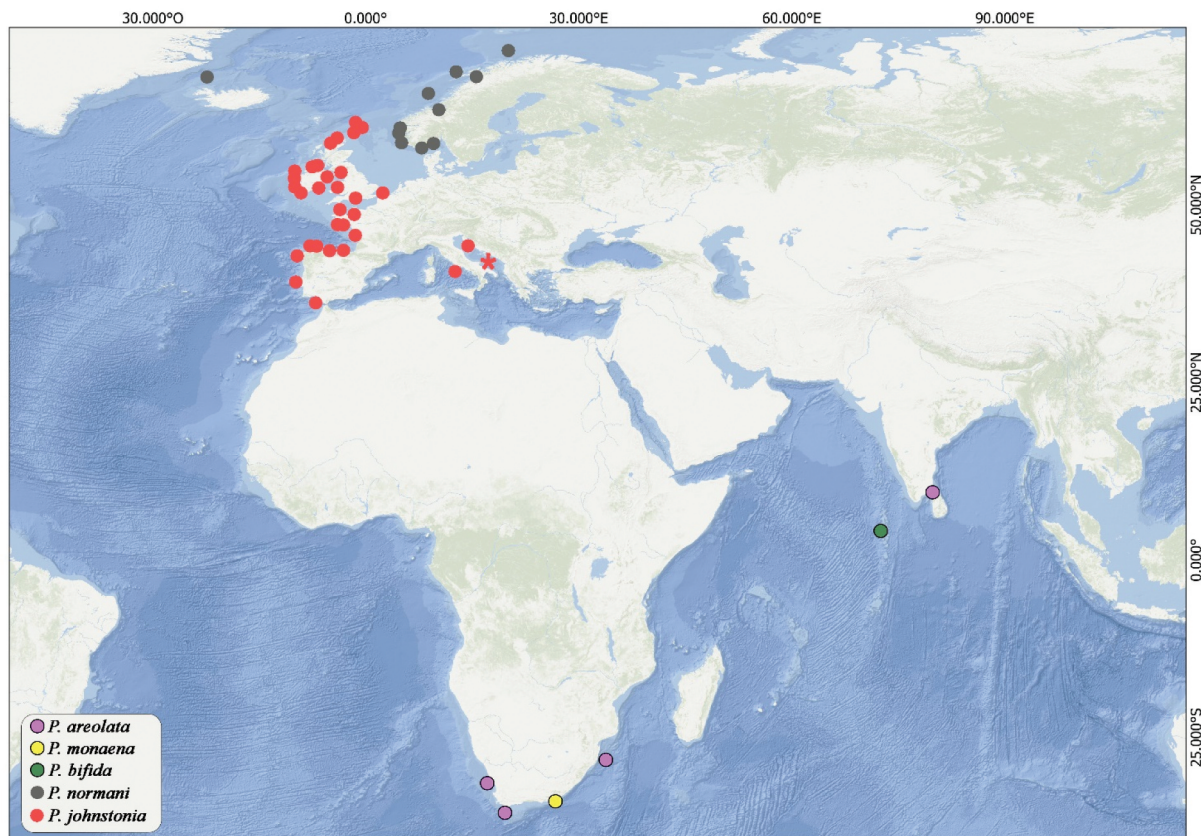 30.000°O 0.000° 30.000°E 60.000°E 90.000°E
50.000°N
25.000°N
0.000°
25.000°S
P. areolata
P. monaena
P. bifida
P. normani
P. johnstonia